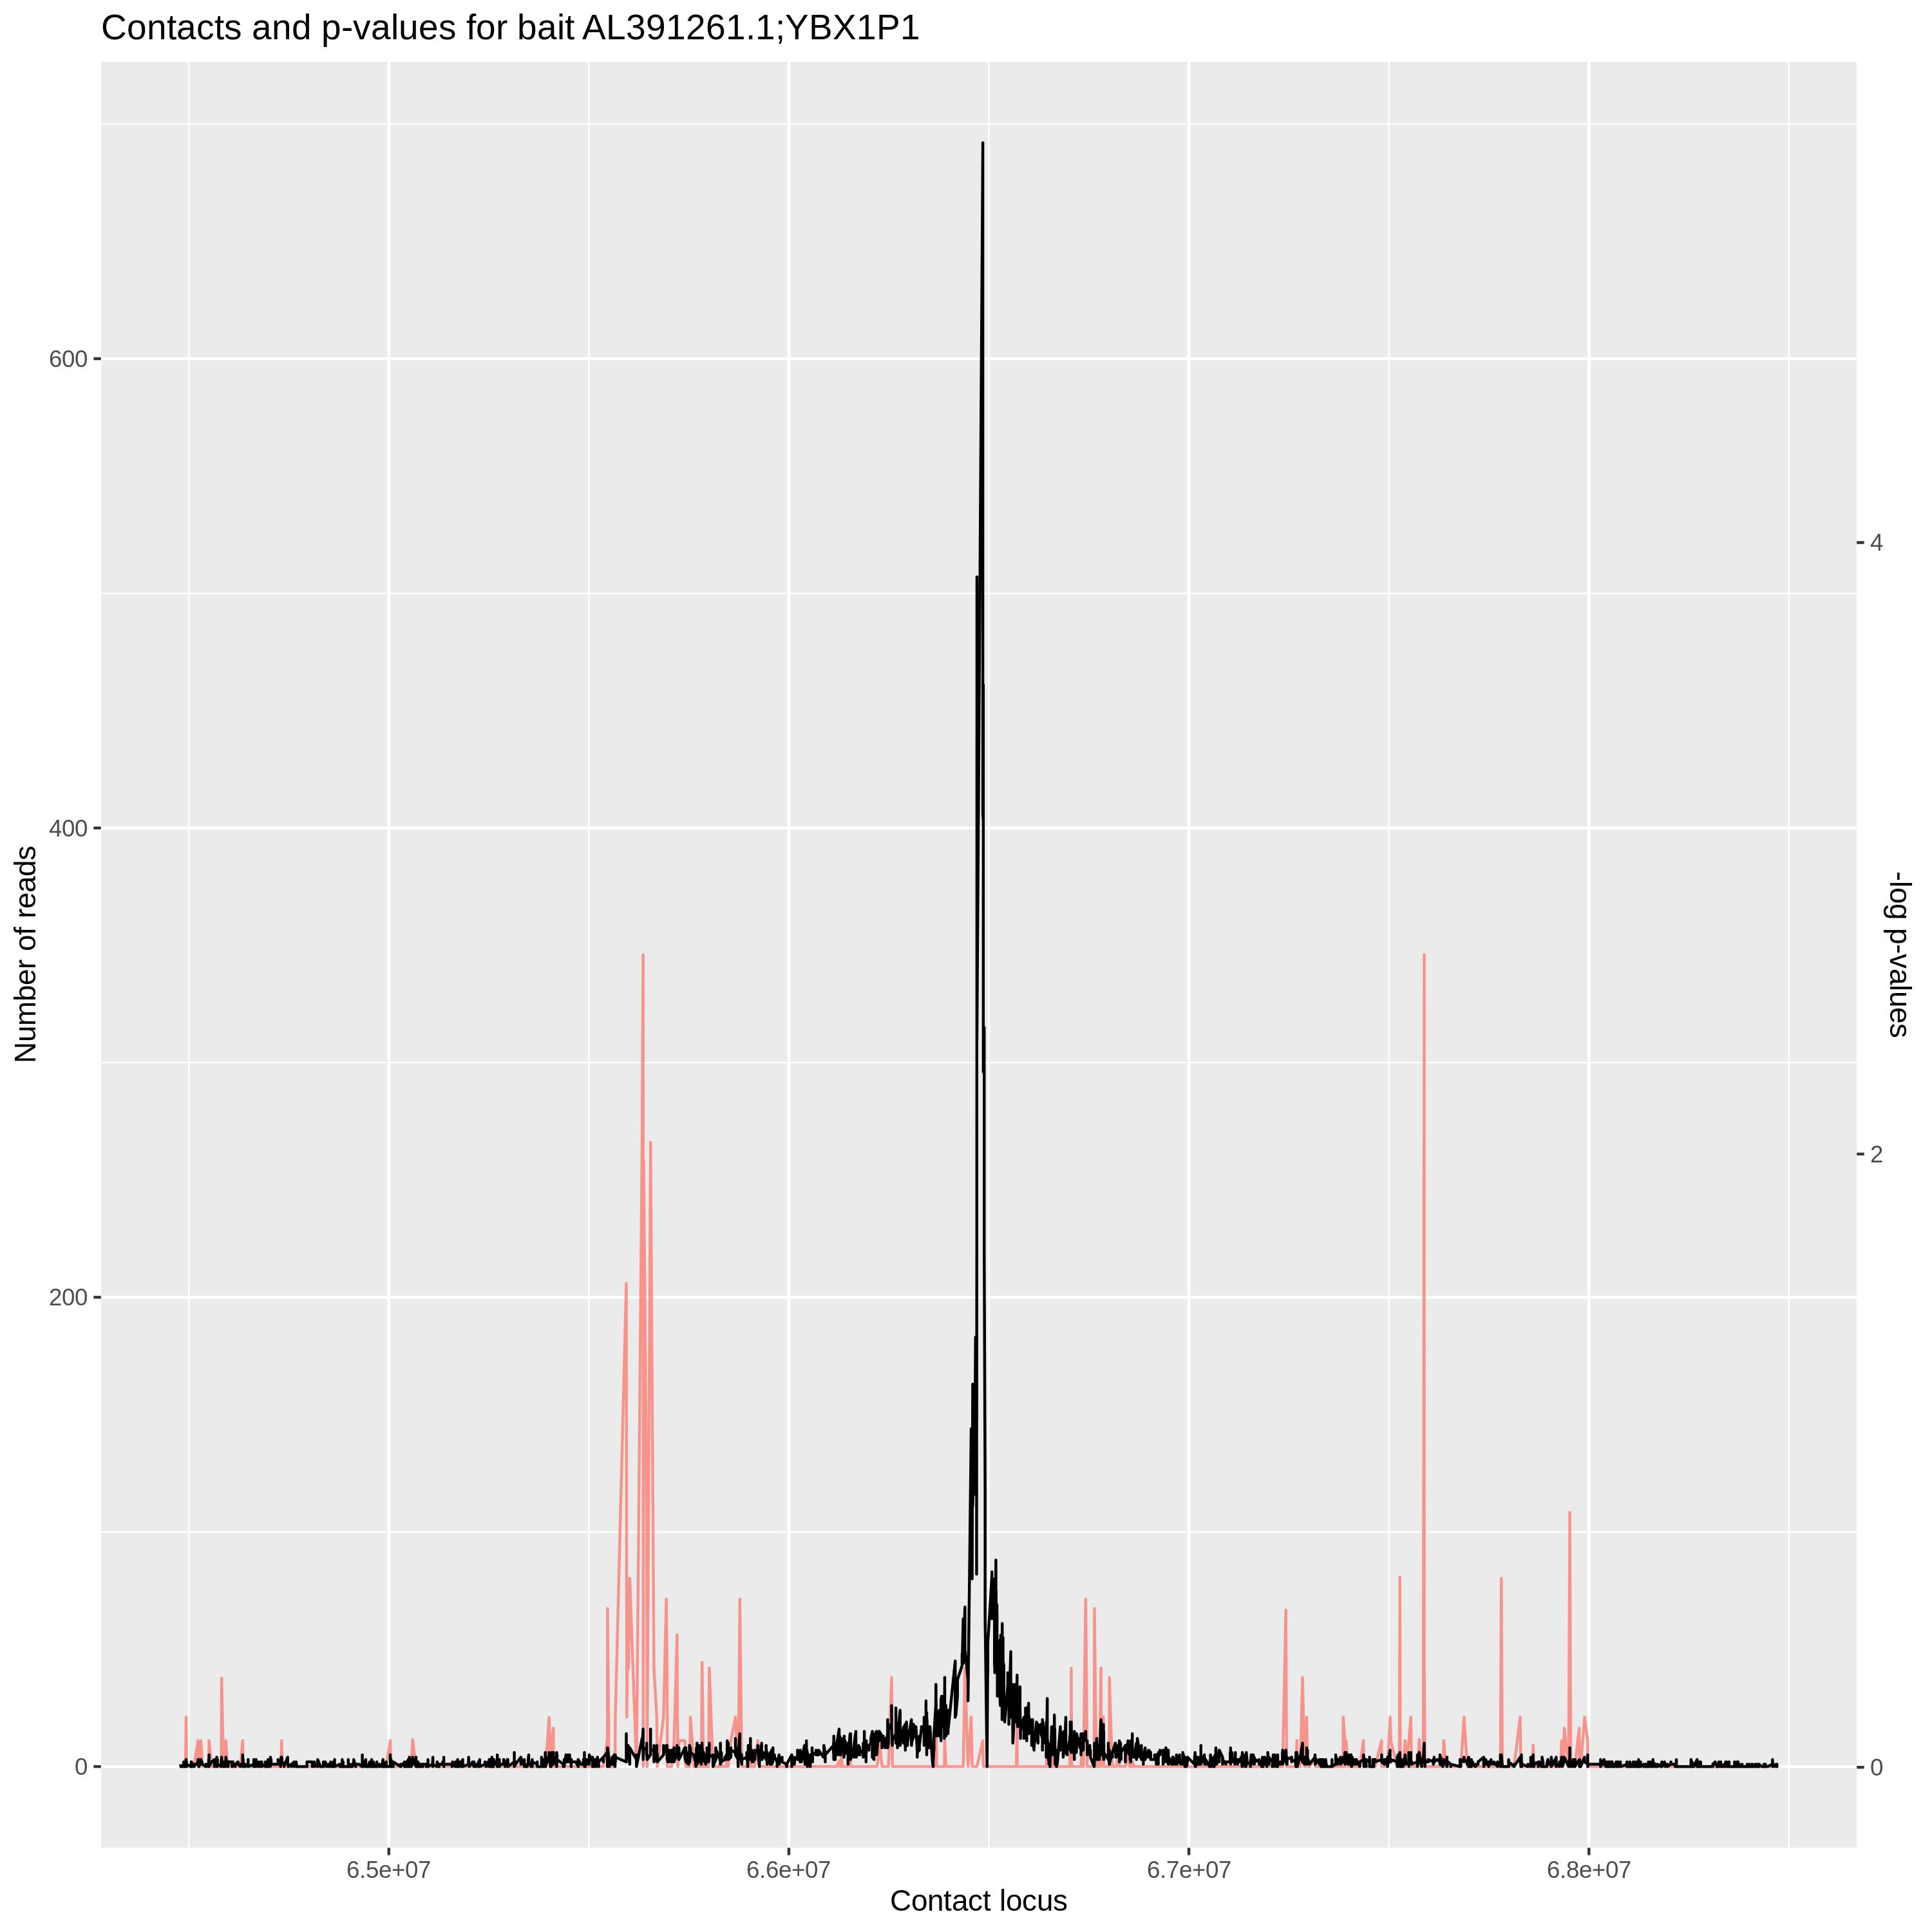 Contacts and p-values for bait AL391261.1;YBX1P1
600
400
200
0
Number of reads
4
2
0
-log p-values
6.5e+07
6.6e+07
6.7e+07
6.8e+07
Contact locus